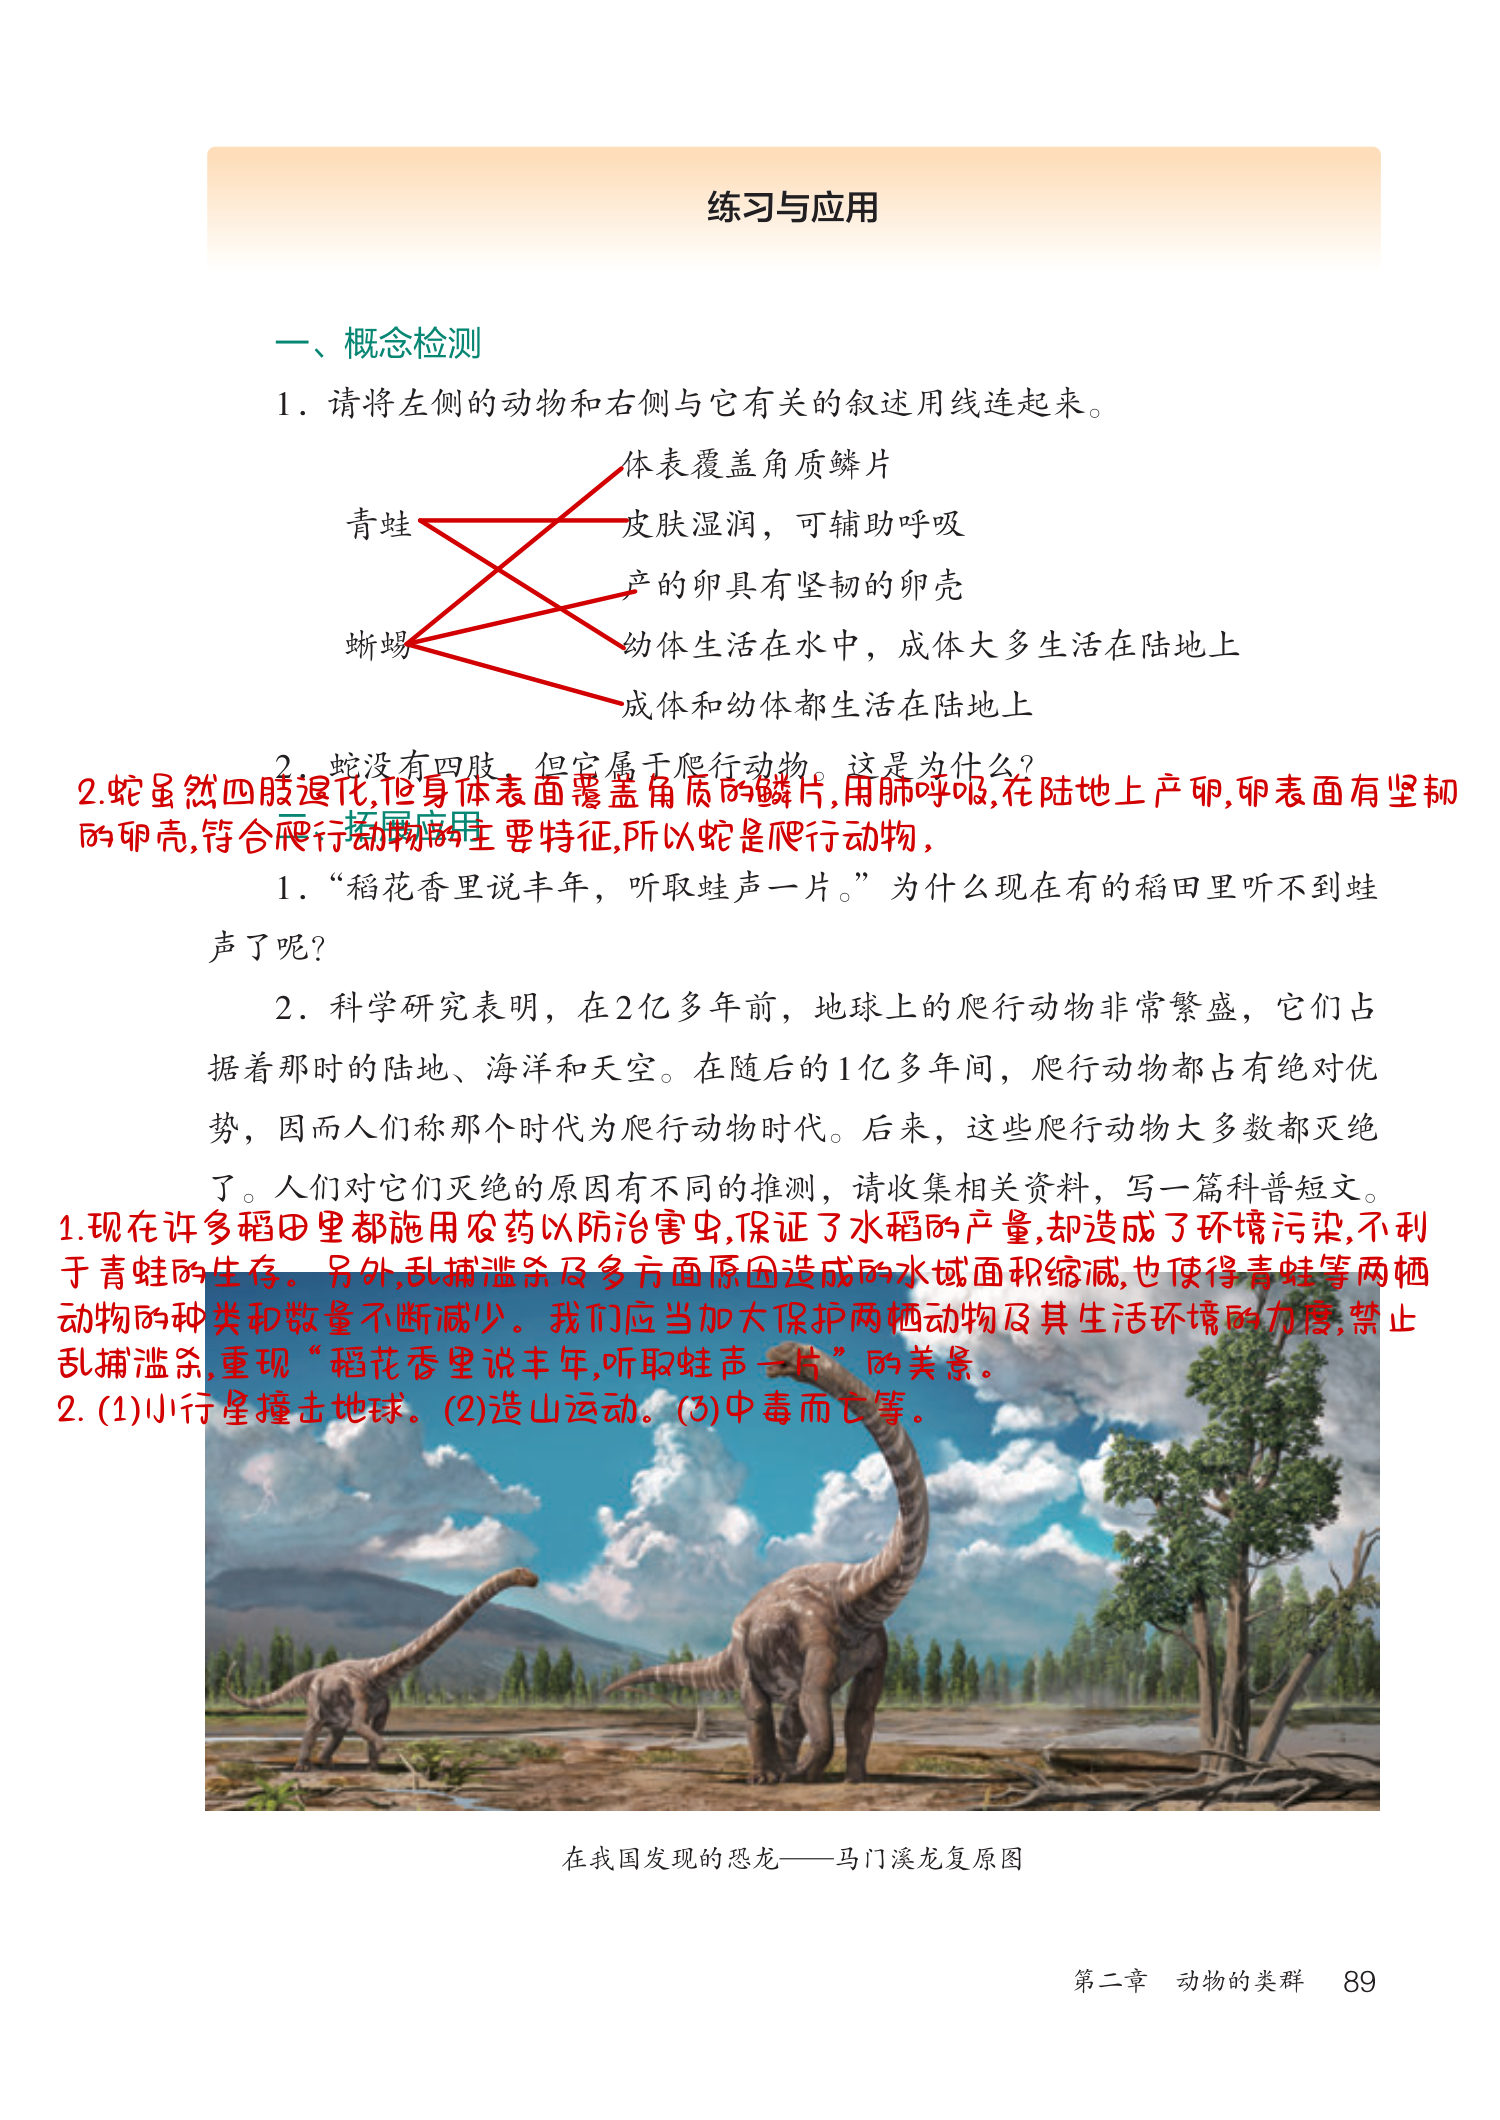 练习与应用
一、概念检测
1．请将左侧的动物和右侧与它有关的叙述用线连起来。
体表覆盖角质鳞片
青蛙 皮肤湿润，可辅助呼吸
产的卵具有坚韧的卵壳
蜥蜴 幼体生活在水中，成体大多生活在陆地上
成体和幼体都生活在陆地上
2．蛇没有四肢，但它属于爬行动物。这是为什么？
2.蛇虽然四肢退化,但身体表面覆盖角质的鳞片,用肺呼吸,在陆地上产卵,卵表面有坚韧
的卵壳,符合爬行动物的主要特征,所以蛇是爬行动物，
二、拓展应用
1．“稻花香里说丰年，听取蛙声一片。”为什么现在有的稻田里听不到蛙
声了呢？
2．科学研究表明，在2亿多年前，地球上的爬行动物非常繁盛，它们占
据着那时的陆地、海洋和天空。在随后的1亿多年间，爬行动物都占有绝对优
势，因而人们称那个时代为爬行动物时代。后来，这些爬行动物大多数都灭绝
了。人们对它们灭绝的原因有不同的推测，请收集相关资料，写一篇科普短文。
1.现在许多稻田里都施用农药以防治害虫,保证了水稻的产量,却造成了环境污染,不利
于青蛙的生存。另外,乱捕滥杀及多方面原因造成的水域面积缩减,也使得青蛙等两栖
动物的种类和数量不断减少。我们应当加大保护两栖动物及其生活环境的力度,禁止
乱捕滥杀,重现“稻花香里说丰年,听取蛙声一片”的美景。
2. (1)小行星撞击地球。(2)造山运动。(3)中毒而亡等。
在我国发现的恐龙——马门溪龙复原图
第二章 动物的类群 89